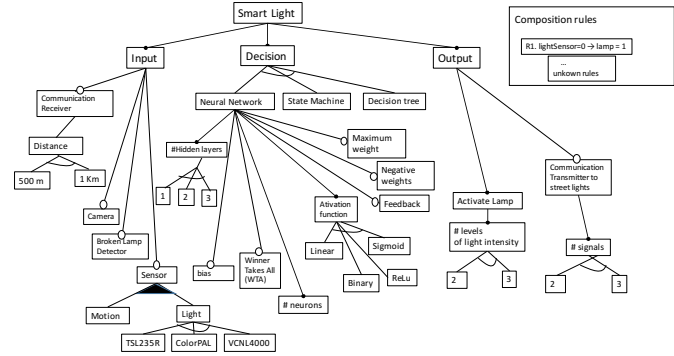 Smart Light
Composition rules
R1. lightSensor=0 → lamp = 1
...
unkown rules
Input
Decision
Output
Communication
Receiver
Neural Network
State Machine
Decision tree
Distance
500 m
1 Km
#Hidden layers
1
2
3
Maximum
weight
Negative
weights
Feedback
Camera
Broken Lamp
Detector
Sensor
bias
Winner
Takes All
(WTA)
# neurons
Ativation
function
Linear
Sigmoid
Binary
ReLu
Activate Lamp
# levels
of light intensity
2
3
Communication
Transmitter to
street lights
# signals
2
3
Motion
Light
TSL235R
ColorPAL
VCNL4000